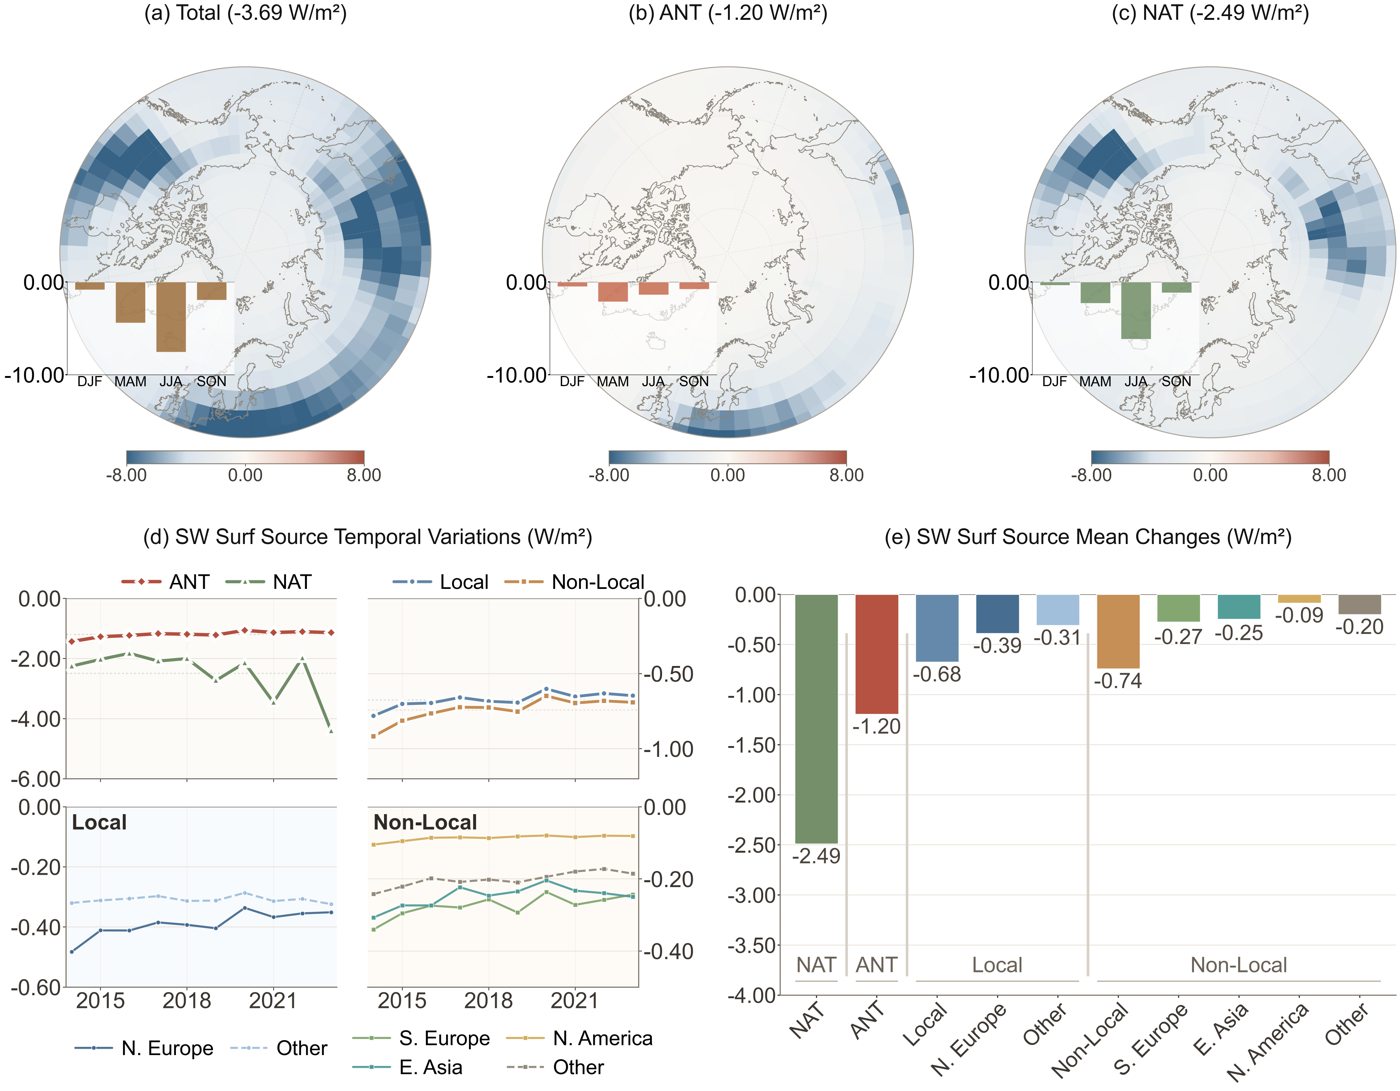 (a) Total (-3.69 W/m²)
(b) ANT (-1.20 W/m²)
(c) NAT (-2.49 W/m²)
0.00
-10.00
DJF MAM JJA SON
-8.00 0.00 8.00
0.00
-10.00
DJF MAM JJA SON
-8.00 0.00 8.00
0.00
-10.00
DJF MAM JJA SON
-8.00 0.00 8.00
(d) SW Surf Source Temporal Variations (W/m²)
ANT NAT
Local Non-Local
0.00
-2.00
-4.00
-6.00
0.00
-0.50
-1.00
Local
0.00
-0.20
-0.40
-0.60
2015 2018 2021
Non-Local
0.00
-0.20
-0.40
2015 2018 2021
N. Europe Other
S. Europe N. America
E. Asia Other
(e) SW Surf Source Mean Changes (W/m²)
0.00
-0.50
-1.00
-1.50
-2.00
-2.50
-3.00
-3.50
-4.00
-2.49
-1.20
-0.68
-0.39
-0.31
-0.74
-0.27
-0.25
-0.09
-0.20
NAT ANT Local Non-Local
NAT
ANT
Local
N. Europe
Other
Non-Local
S. Europe
E. Asia
N. America
Other